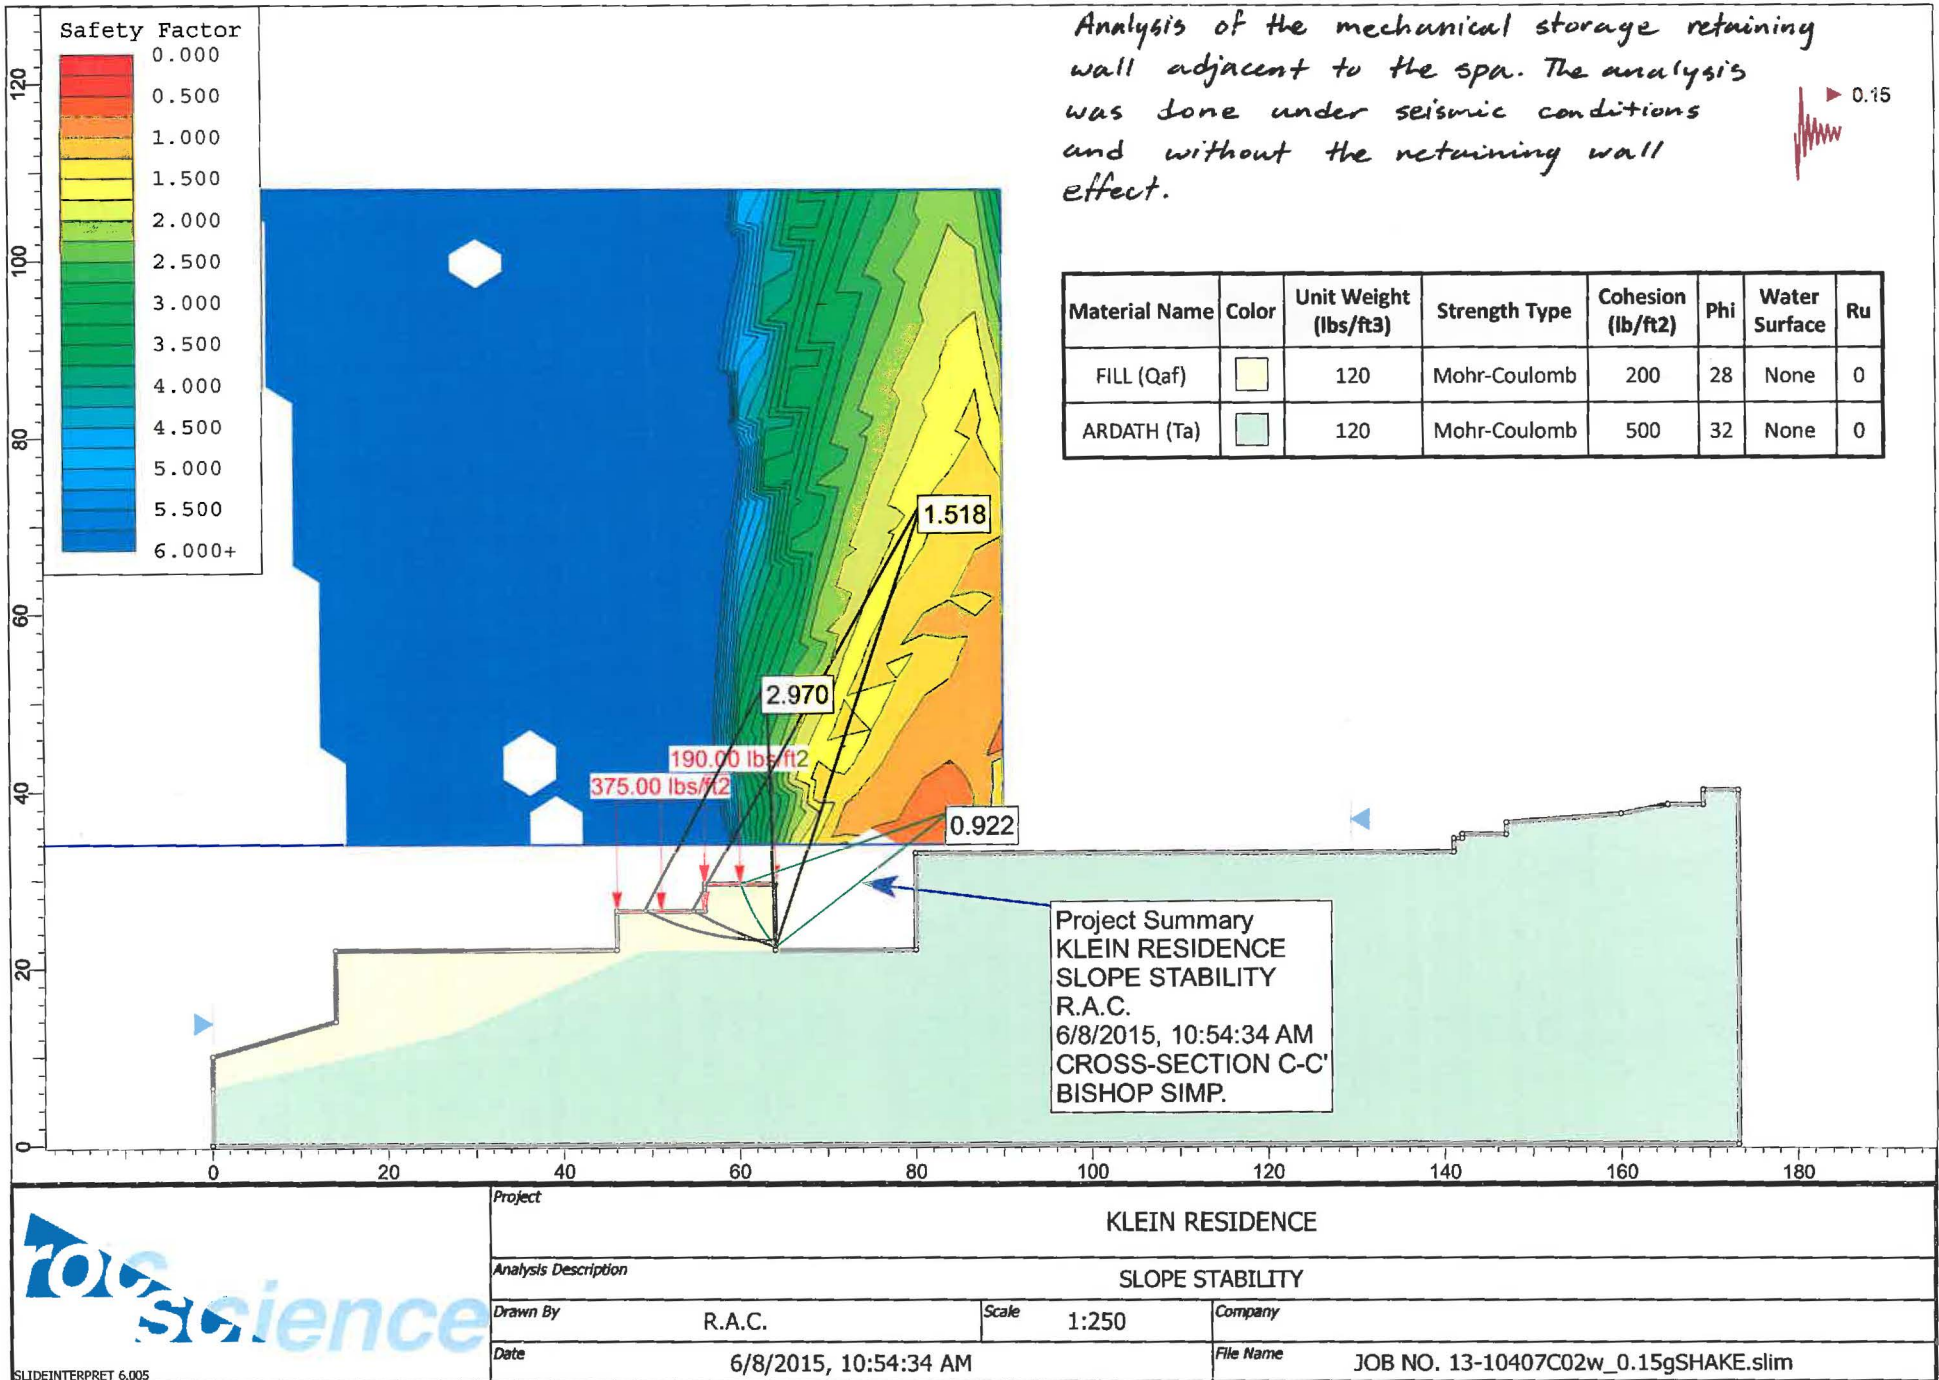 Safety Factor
0.000
0.500
1.000
1.500
2.000
2.500
3.000
3.500
4.000
4.500
5.000
5.500
6.000+
Analysis of the mechanical storage retaining
wall adjacent to the spa. The analysis
was done under seismic conditions
and without the retaining wall
effect.
0.15
Material Name Color Unit Weight (lbs/ft3) Strength Type Cohesion (lb/ft2) Phi Water Surface Ru
FILL (Qaf) 120 Mohr-Coulomb 200 28 None 0
ARDATH (Ta) 120 Mohr-Coulomb 500 32 None 0
1.518
2.970
190.00 lbs/ft2
375.00 lbs/ft2
0.922
Project Summary
KLEIN RESIDENCE
SLOPE STABILITY
R.A.C.
6/8/2015, 10:54:34 AM
CROSS-SECTION C-C'
BISHOP SIMP.
120
100
80
60
40
20
0
0 20 40 60 80 100 120 140 160 180
rocscience
SLIDEINTERPRET 6.005
Project
KLEIN RESIDENCE
Analysis Description
SLOPE STABILITY
Drawn By R.A.C. Scale 1:250 Company
Date 6/8/2015, 10:54:34 AM File Name JOB NO. 13-10407C02w_0.15gSHAKE.slim